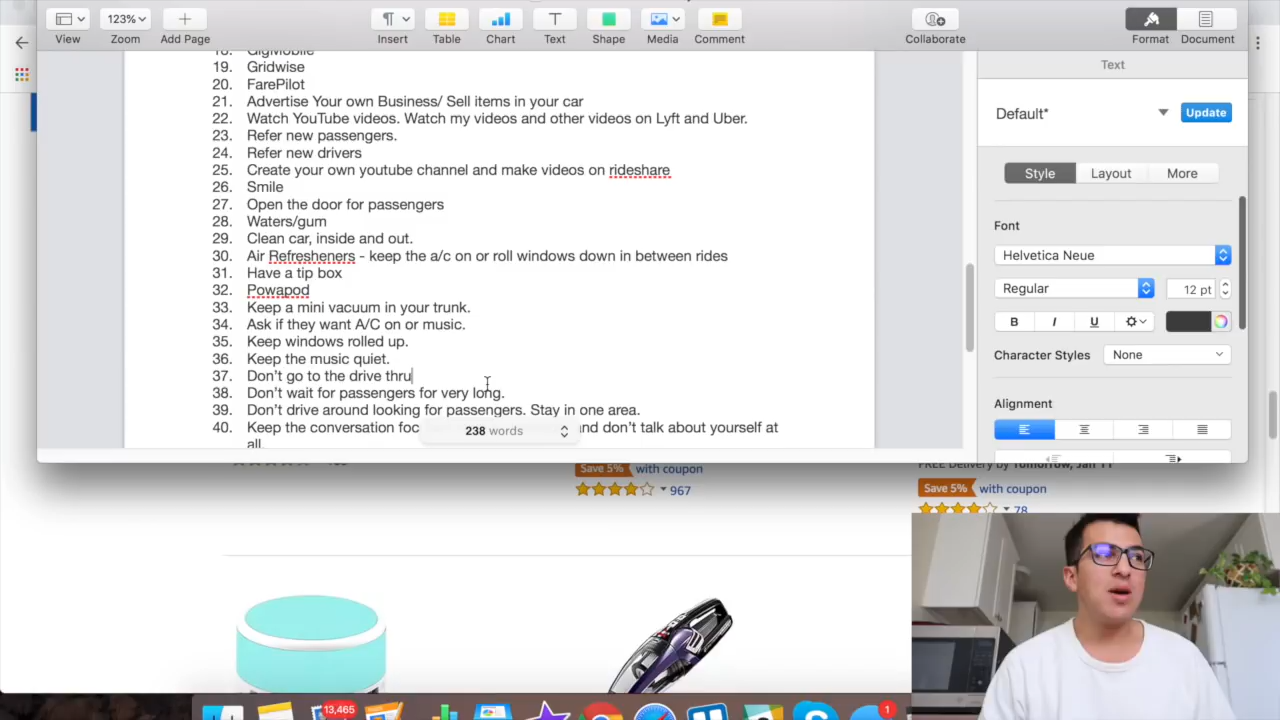 View
Zoom
Add Page
Insert
Table
Chart
Text
Shape
Media
Comment
Collaborate
Format
Document
123%
18. GigMobile
19. Gridwise
20. FarePilot
21. Advertise Your own Business/ Sell items in your car
22. Watch YouTube videos. Watch my videos and other videos on Lyft and Uber.
23. Refer new passengers.
24. Refer new drivers
25. Create your own youtube channel and make videos on rideshare
26. Smile
27. Open the door for passengers
28. Waters/gum
29. Clean car, inside and out.
30. Air Refresheners - keep the a/c on or roll windows down in between rides
31. Have a tip box
32. Powapod
33. Keep a mini vacuum in your trunk.
34. Ask if they want A/C on or music.
35. Keep windows rolled up.
36. Keep the music quiet.
37. Don't go to the drive thru
38. Don't wait for passengers for very long.
39. Don't drive around looking for passengers. Stay in one area.
40. Keep the conversation foc and don't talk about yourself at
all.
238 words
Text
Default*
Update
Style
Layout
More
Font
Helvetica Neue
Regular
12 pt
B I U
Character Styles
None
Alignment
Save 5% with coupon
967
FREE Delivery by Tomorrow, Jan 11
Save 5% with coupon
78
13,465
1